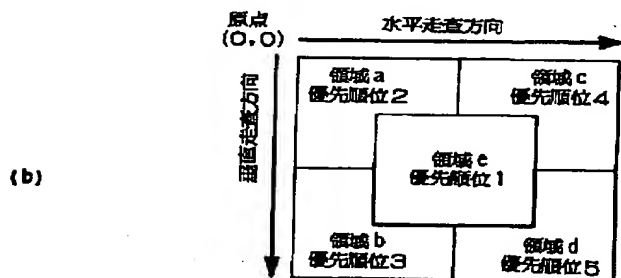 原点
(0,0)
水平走査方向
垂直走査方向
(b)
領域a
優先順位2
領域c
優先順位4
領域e
優先順位1
領域b
優先順位3
領域d
優先順位5